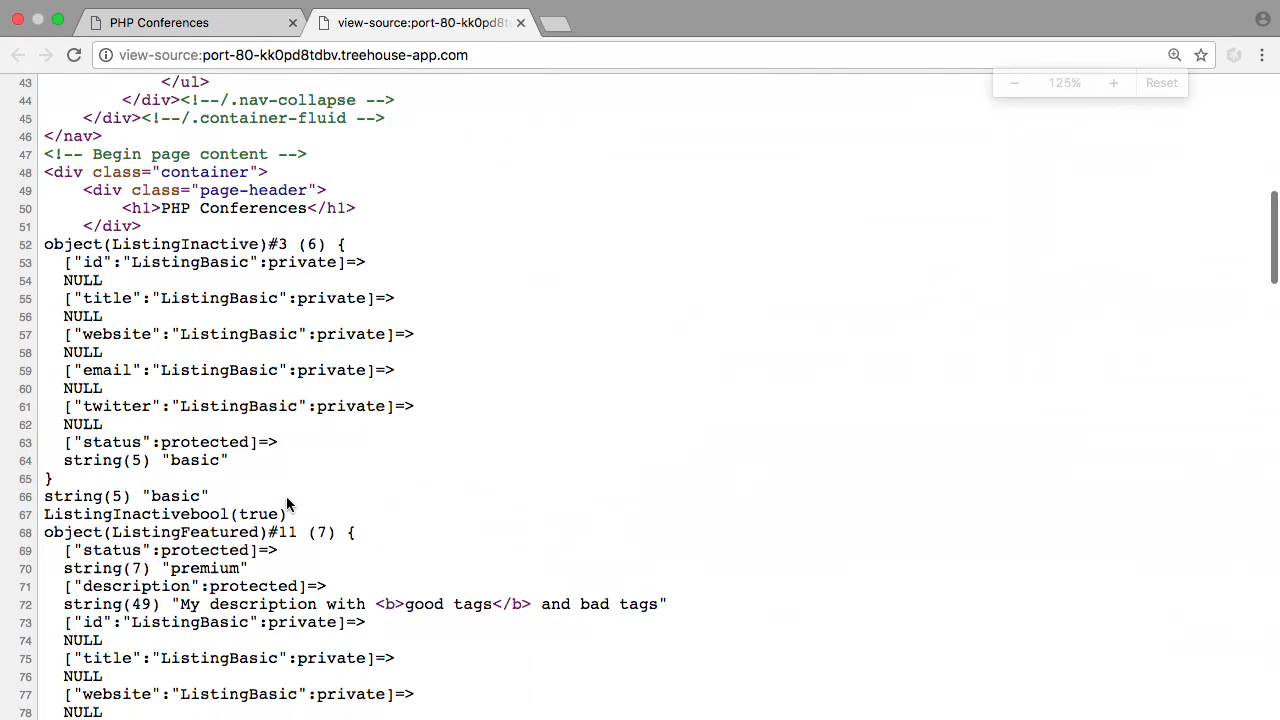 PHP Conferences
view-source:port-80-kk0pd8t
view-source:port-80-kk0pd8tdbv.treehouse-app.com
125%
Reset
43 </ul>
44 </div><!--/.nav-collapse -->
45 </div><!--/.container-fluid -->
46 </nav>
47 <!-- Begin page content -->
48 <div class="container">
49 <div class="page-header">
50 <h1>PHP Conferences</h1>
51 </div>
52 object(ListingInactive)#3 (6) {
53 ["id":"ListingBasic":private]=>
54 NULL
55 ["title":"ListingBasic":private]=>
56 NULL
57 ["website":"ListingBasic":private]=>
58 NULL
59 ["email":"ListingBasic":private]=>
60 NULL
61 ["twitter":"ListingBasic":private]=>
62 NULL
63 ["status":protected]=>
64 string(5) "basic"
65 }
66 string(5) "basic"
67 ListingInactivebool(true)
68 object(ListingFeatured)#11 (7) {
69 ["status":protected]=>
70 string(7) "premium"
71 ["description":protected]=>
72 string(49) "My description with <b>good tags</b> and bad tags"
73 ["id":"ListingBasic":private]=>
74 NULL
75 ["title":"ListingBasic":private]=>
76 NULL
77 ["website":"ListingBasic":private]=>
78 NULL